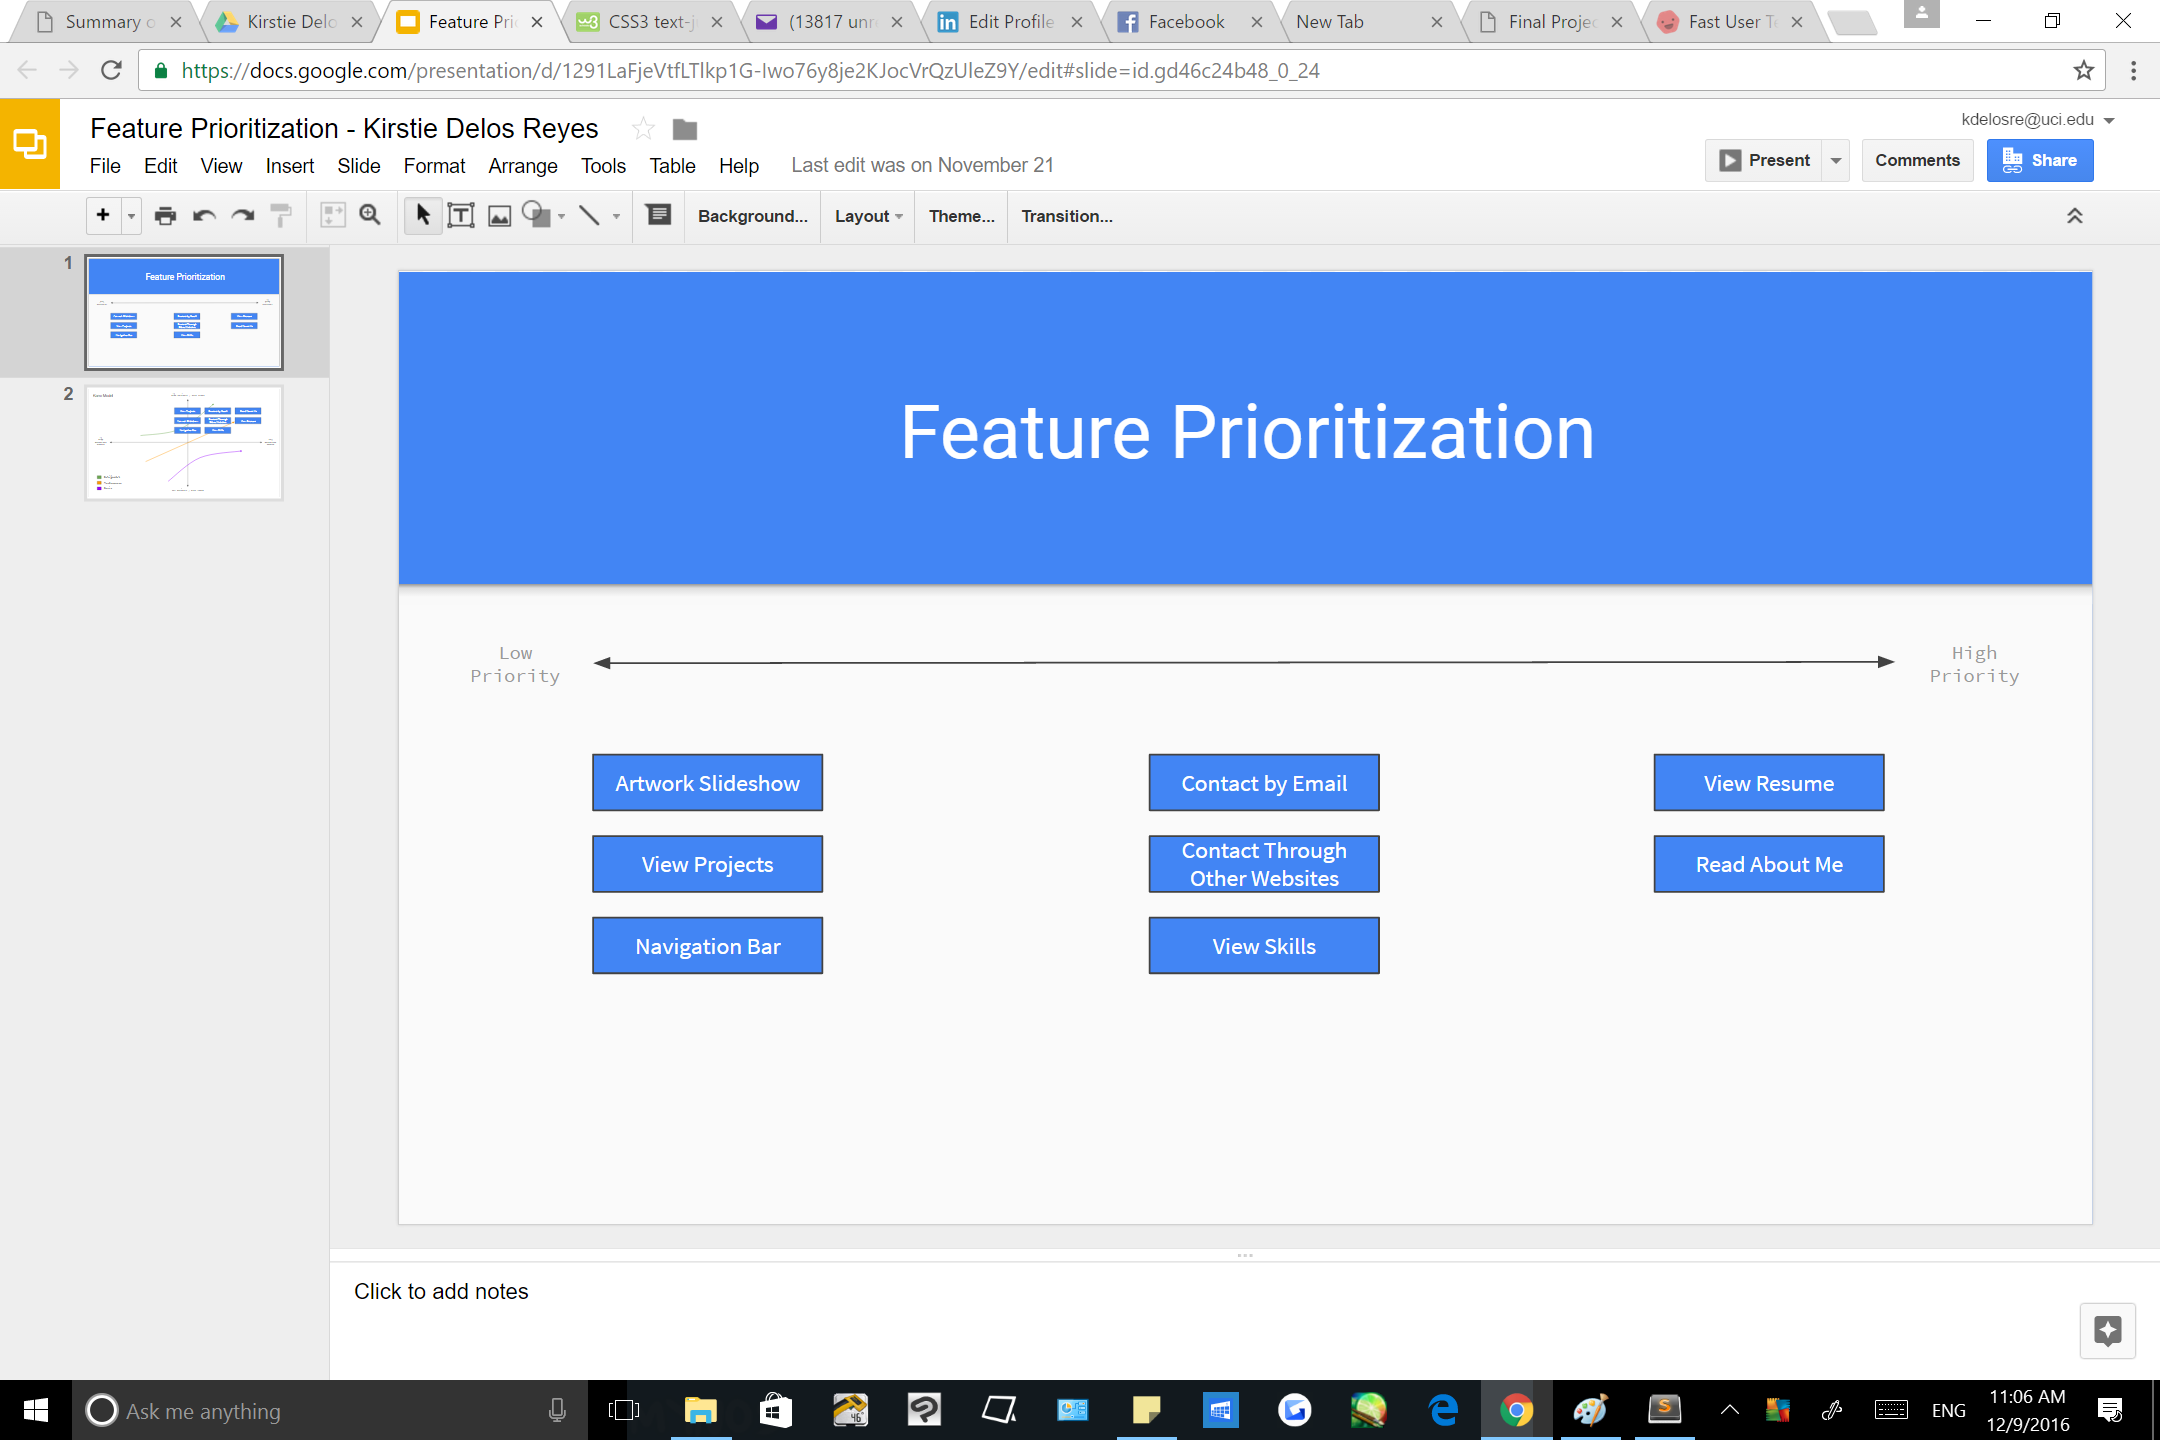 Summary o
Kirstie Delo
Feature Pri
CSS3 text-j
(13817 unr
Edit Profile
Facebook
New Tab
Final Projec
Fast User Te
https://docs.google.com/presentation/d/1291LaFjeVtfLTlkp1G-Iwo76y8je2KJocVrQzUleZ9Y/edit#slide=id.gd46c24b48_0_24
Feature Prioritization - Kirstie Delos Reyes
kdelosre@uci.edu
File Edit View Insert Slide Format Arrange Tools Table Help Last edit was on November 21
Present
Comments
Share
Background...
Layout
Theme...
Transition...
1
Feature Prioritization
2
Feature Prioritization
Low
Priority
High
Priority
Artwork Slideshow
Contact by Email
View Resume
View Projects
Contact Through
Other Websites
Read About Me
Navigation Bar
View Skills
Click to add notes
Ask me anything
ENG
11:06 AM
12/9/2016